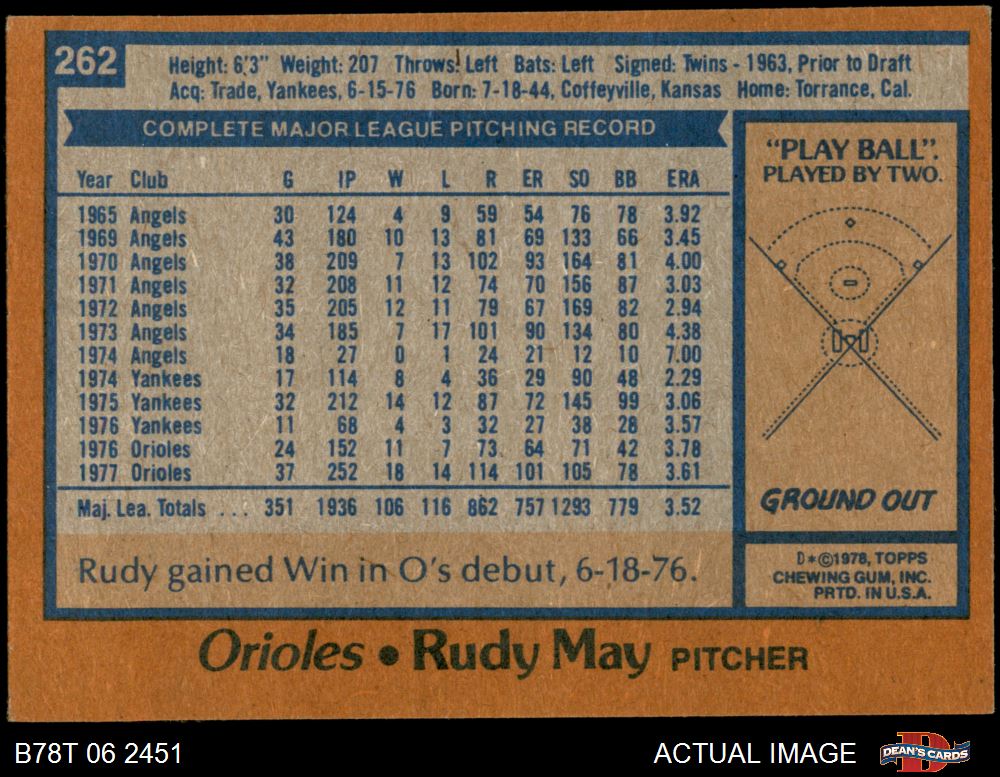 262
Height: 6'3" Weight: 207 Throws: Left Bats: Left Signed: Twins - 1963, Prior to Draft
Acq: Trade, Yankees, 6-15-76 Born: 7-18-44, Coffeyville, Kansas Home: Torrance, Cal.
COMPLETE MAJOR LEAGUE PITCHING RECORD
Year Club G IP W L R ER SO BB ERA
1965 Angels 30 124 4 9 59 54 76 78 3.92
1969 Angels 43 180 10 13 81 69 133 66 3.45
1970 Angels 38 209 7 13 102 93 164 81 4.00
1971 Angels 32 208 11 12 74 70 156 87 3.03
1972 Angels 35 205 12 11 79 67 169 82 2.94
1973 Angels 34 185 7 17 101 90 134 80 4.38
1974 Angels 18 27 0 1 24 21 12 10 7.00
1974 Yankees 17 114 8 4 36 29 90 48 2.29
1975 Yankees 32 212 14 12 87 72 145 99 3.06
1976 Yankees 11 68 4 3 32 27 38 28 3.57
1976 Orioles 24 152 11 7 73 64 71 42 3.78
1977 Orioles 37 252 18 14 114 101 105 78 3.61
Maj. Lea. Totals ... 351 1936 106 116 862 757 1293 779 3.52
Rudy gained Win in O's debut, 6-18-76.
"PLAY BALL".
PLAYED BY TWO.
GROUND OUT
D*©1978, TOPPS
CHEWING GUM, INC.
PRTD. IN U.S.A.
Orioles • Rudy May PITCHER
B78T 06 2451
ACTUAL IMAGE
D
DEAN'S CARDS